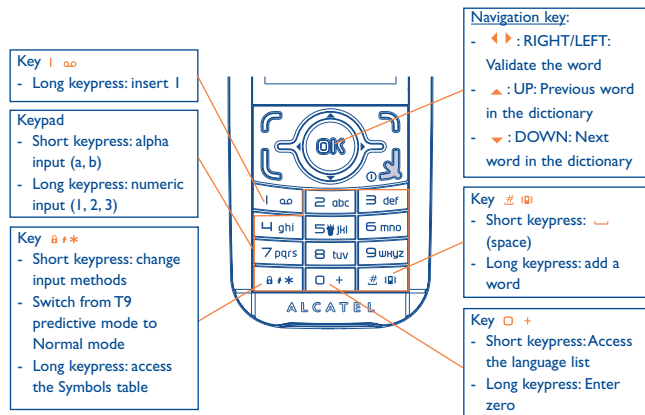 Key 1
- Long keypress: insert 1
Keypad
- Short keypress: alpha
input (a, b)
- Long keypress: numeric
input (1, 2, 3)
Key *
- Short keypress: change
input methods
- Switch from T9
predictive mode to
Normal mode
- Long keypress: access
the Symbols table
OK
1
2 abc
3 def
4 ghi
5 jkl
6 mno
7 pqrs
8 tuv
9 wxyz
*
0 +
#
ALCATEL
Navigation key:
- : RIGHT/LEFT:
Validate the word
- : UP: Previous word
in the dictionary
- : DOWN: Next
word in the dictionary
Key #
- Short keypress:
(space)
- Long keypress: add a
word
Key 0 +
- Short keypress: Access
the language list
- Long keypress: Enter
zero